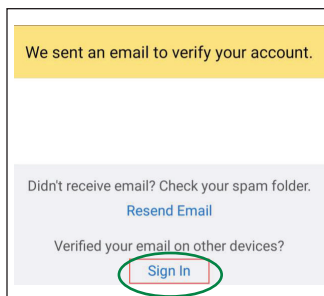 We sent an email to verify your account.
Didn't receive email? Check your spam folder.
Resend Email
Verified your email on other devices?
Sign In